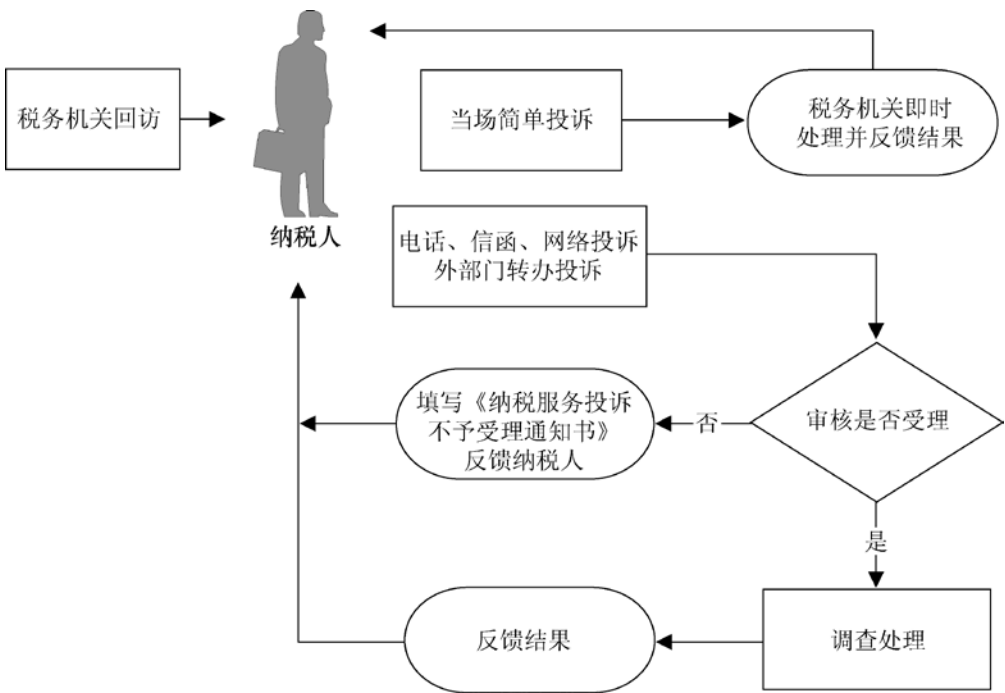 税务机关回访
纳税人
当场简单投诉
税务机关即时
处理并反馈结果
电话、信函、网络投诉
外部门转办投诉
审核是否受理
否
填写《纳税服务投诉
不予受理通知书》
反馈纳税人
是
调查处理
反馈结果